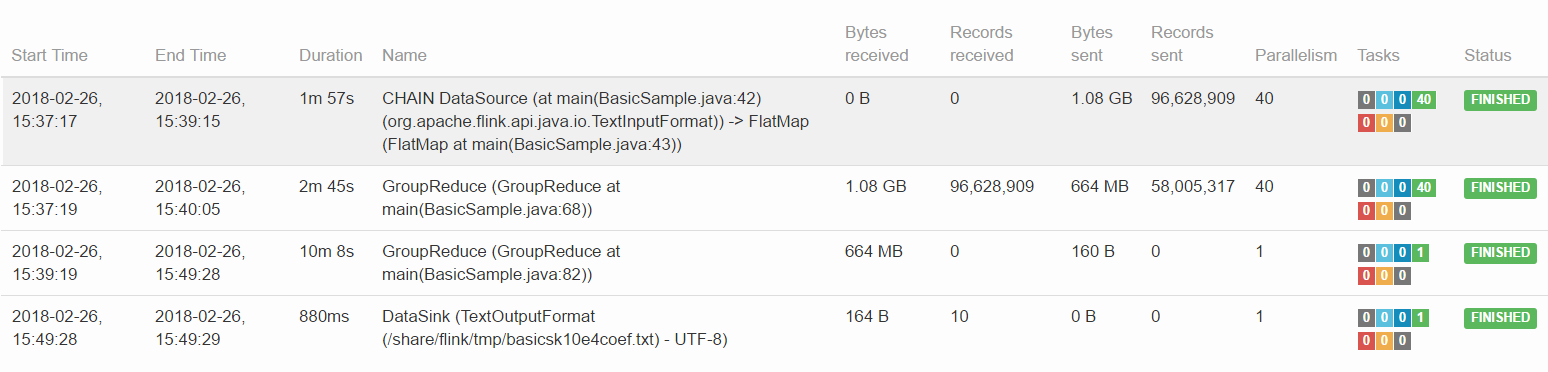 Start Time End Time Duration Name Bytes received Records received Bytes sent Records sent Parallelism Tasks Status
2018-02-26, 15:37:17 2018-02-26, 15:39:15 1m 57s CHAIN DataSource (at main(BasicSample.java:42) (org.apache.flink.api.java.io.TextInputFormat)) -> FlatMap (FlatMap at main(BasicSample.java:43)) 0 B 0 1.08 GB 96,628,909 40 0 0 0 40 0 0 0 FINISHED
2018-02-26, 15:37:19 2018-02-26, 15:40:05 2m 45s GroupReduce (GroupReduce at main(BasicSample.java:68)) 1.08 GB 96,628,909 664 MB 58,005,317 40 0 0 0 40 0 0 0 FINISHED
2018-02-26, 15:39:19 2018-02-26, 15:49:28 10m 8s GroupReduce (GroupReduce at main(BasicSample.java:82)) 664 MB 0 160 B 0 1 0 0 0 1 0 0 0 FINISHED
2018-02-26, 15:49:28 2018-02-26, 15:49:29 880ms DataSink (TextOutputFormat (/share/flink/tmp/basicsk10e4coef.txt) - UTF-8) 164 B 10 0 B 0 1 0 0 0 1 0 0 0 FINISHED